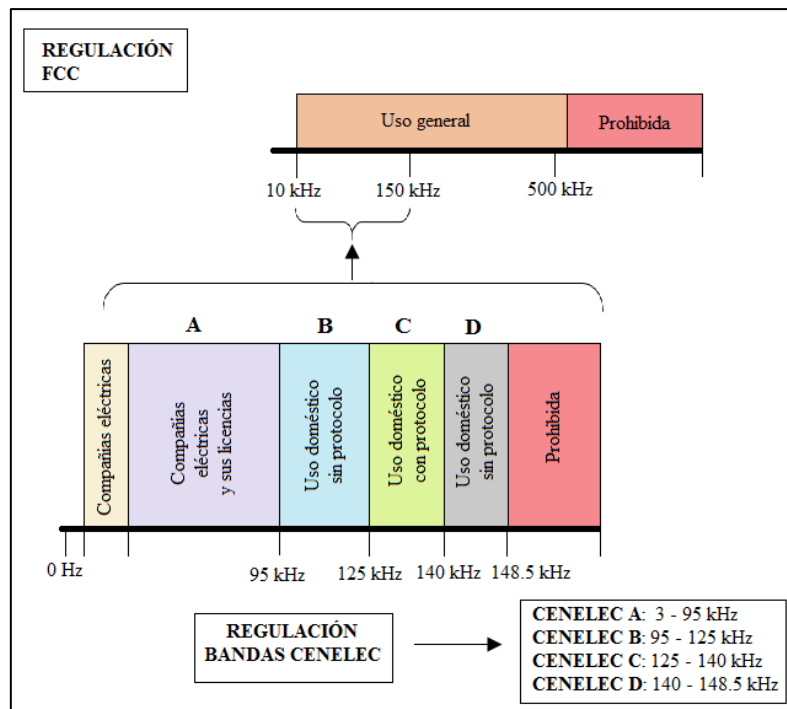 REGULACIÓN
FCC
Uso general
Prohibida
10 kHz
150 kHz
500 kHz
A
B
C
D
Compañias eléctricas
Compañias
eléctricas
y sus licencias
Uso doméstico
sin protocolo
Uso doméstico
con protocolo
Uso doméstico
sin protocolo
Prohibida
0 Hz
95 kHz
125 kHz
140 kHz
148.5 kHz
REGULACIÓN
BANDAS CENELEC
CENELEC A: 3 - 95 kHz
CENELEC B: 95 - 125 kHz
CENELEC C: 125 - 140 kHz
CENELEC D: 140 - 148.5 kHz